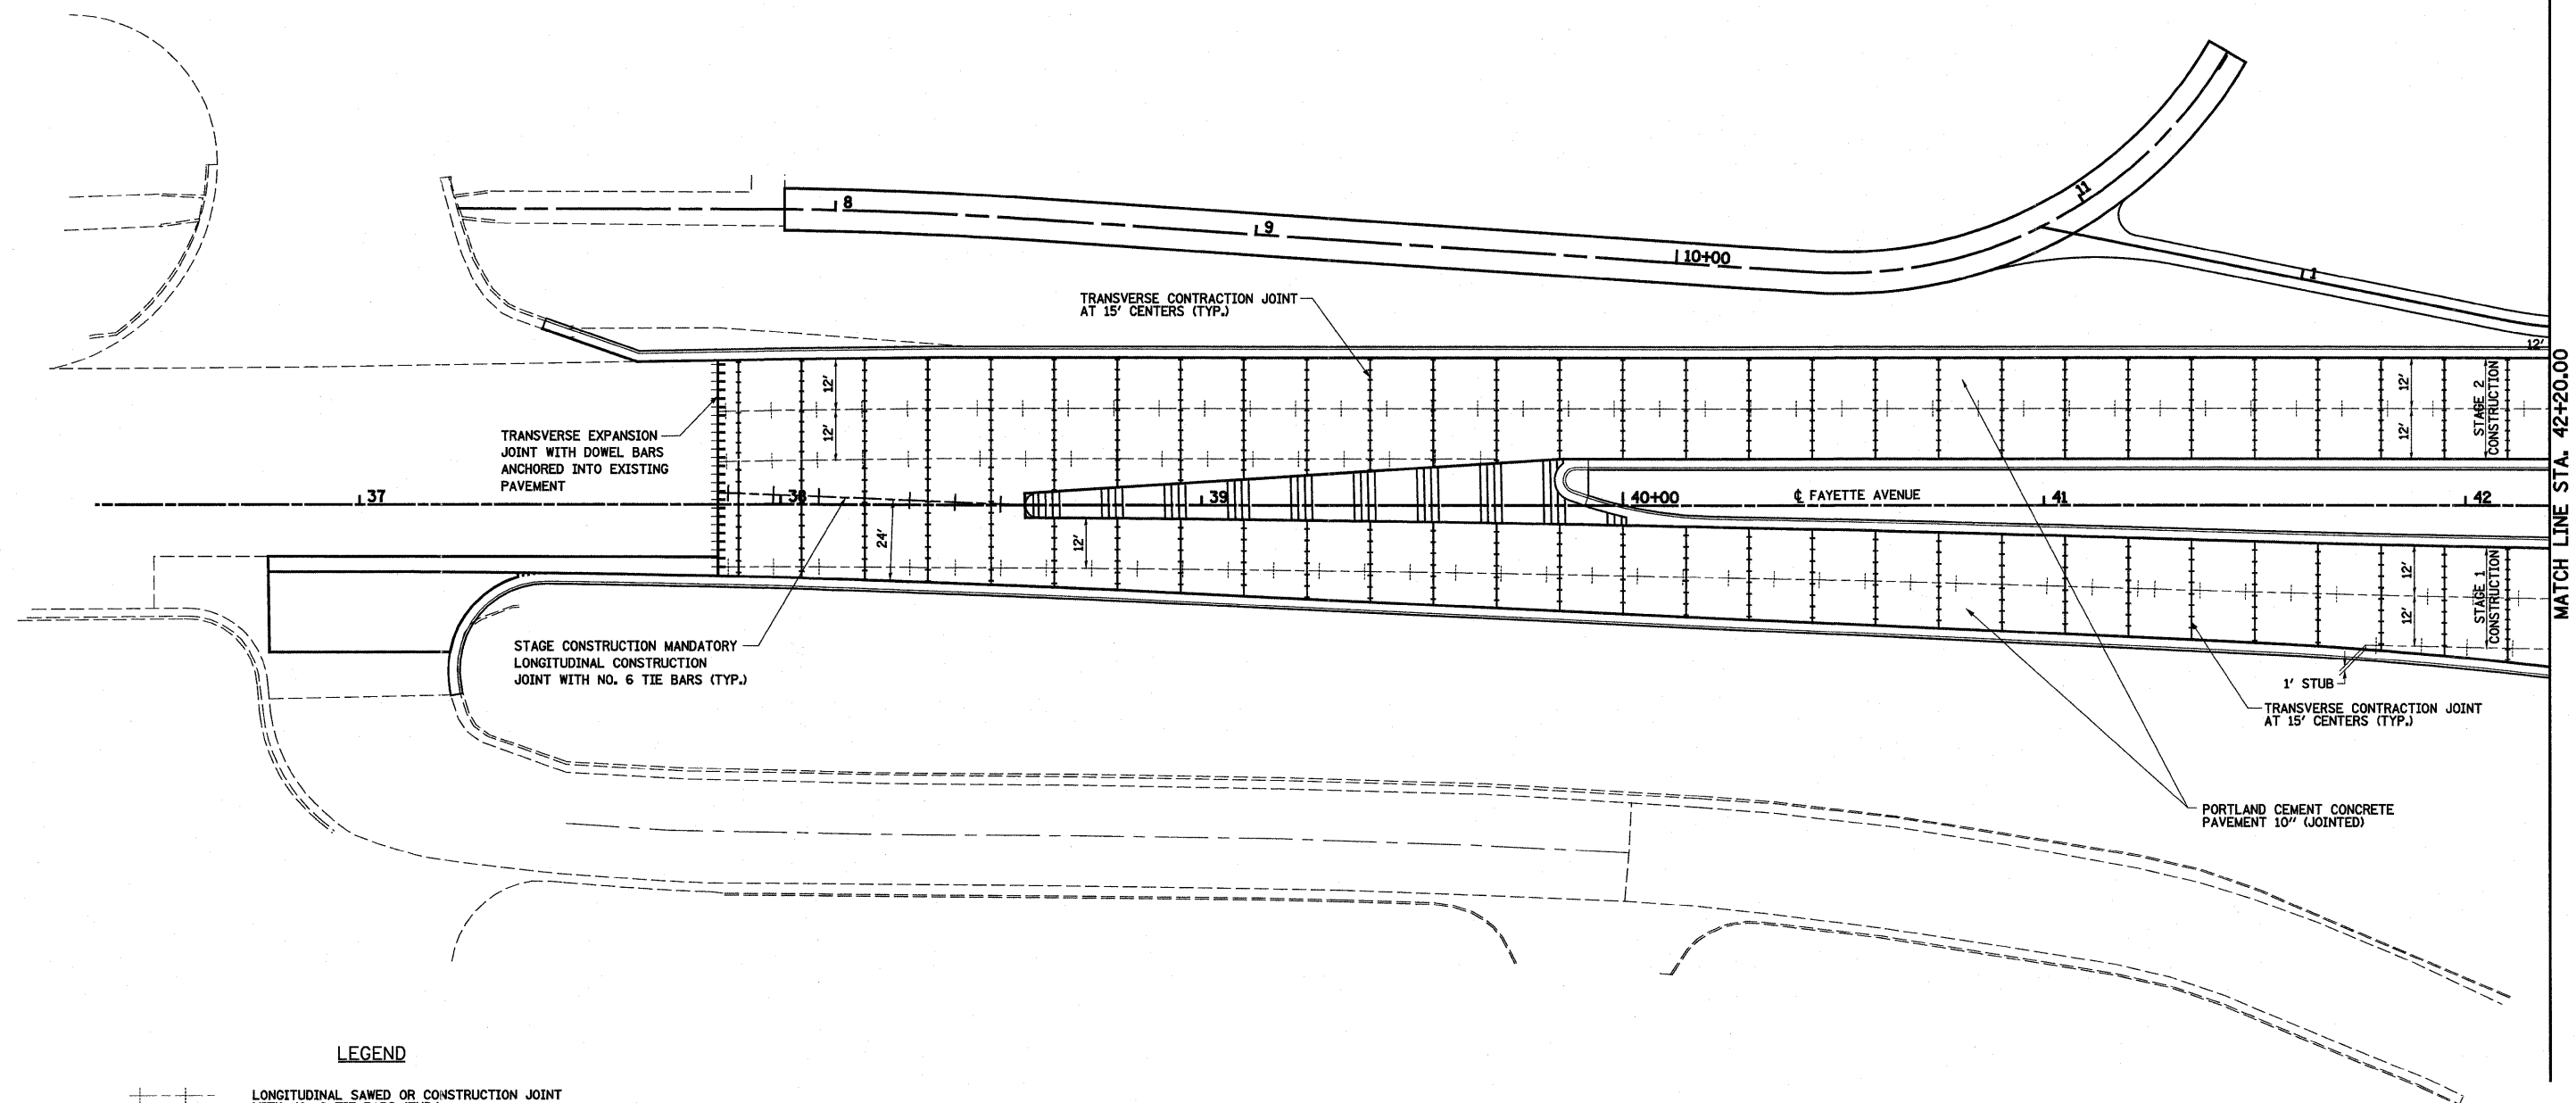 8
9
10+00
11
1
TRANSVERSE CONTRACTION JOINT
AT 15' CENTERS (TYP.)
12'
12'
12'
12'
12'
STAGE 2
CONSTRUCTION
TRANSVERSE EXPANSION
JOINT WITH DOWEL BARS
ANCHORED INTO EXISTING
PAVEMENT
37
38
39
40+00
℄ FAYETTE AVENUE
41
42
MATCH LINE STA. 42+20.00
24'
12'
12'
12'
STAGE 1
CONSTRUCTION
STAGE CONSTRUCTION MANDATORY
LONGITUDINAL CONSTRUCTION
JOINT WITH NO. 6 TIE BARS (TYP.)
1' STUB
TRANSVERSE CONTRACTION JOINT
AT 15' CENTERS (TYP.)
PORTLAND CEMENT CONCRETE
PAVEMENT 10" (JOINTED)
LEGEND
LONGITUDINAL SAWED OR CONSTRUCTION JOINT